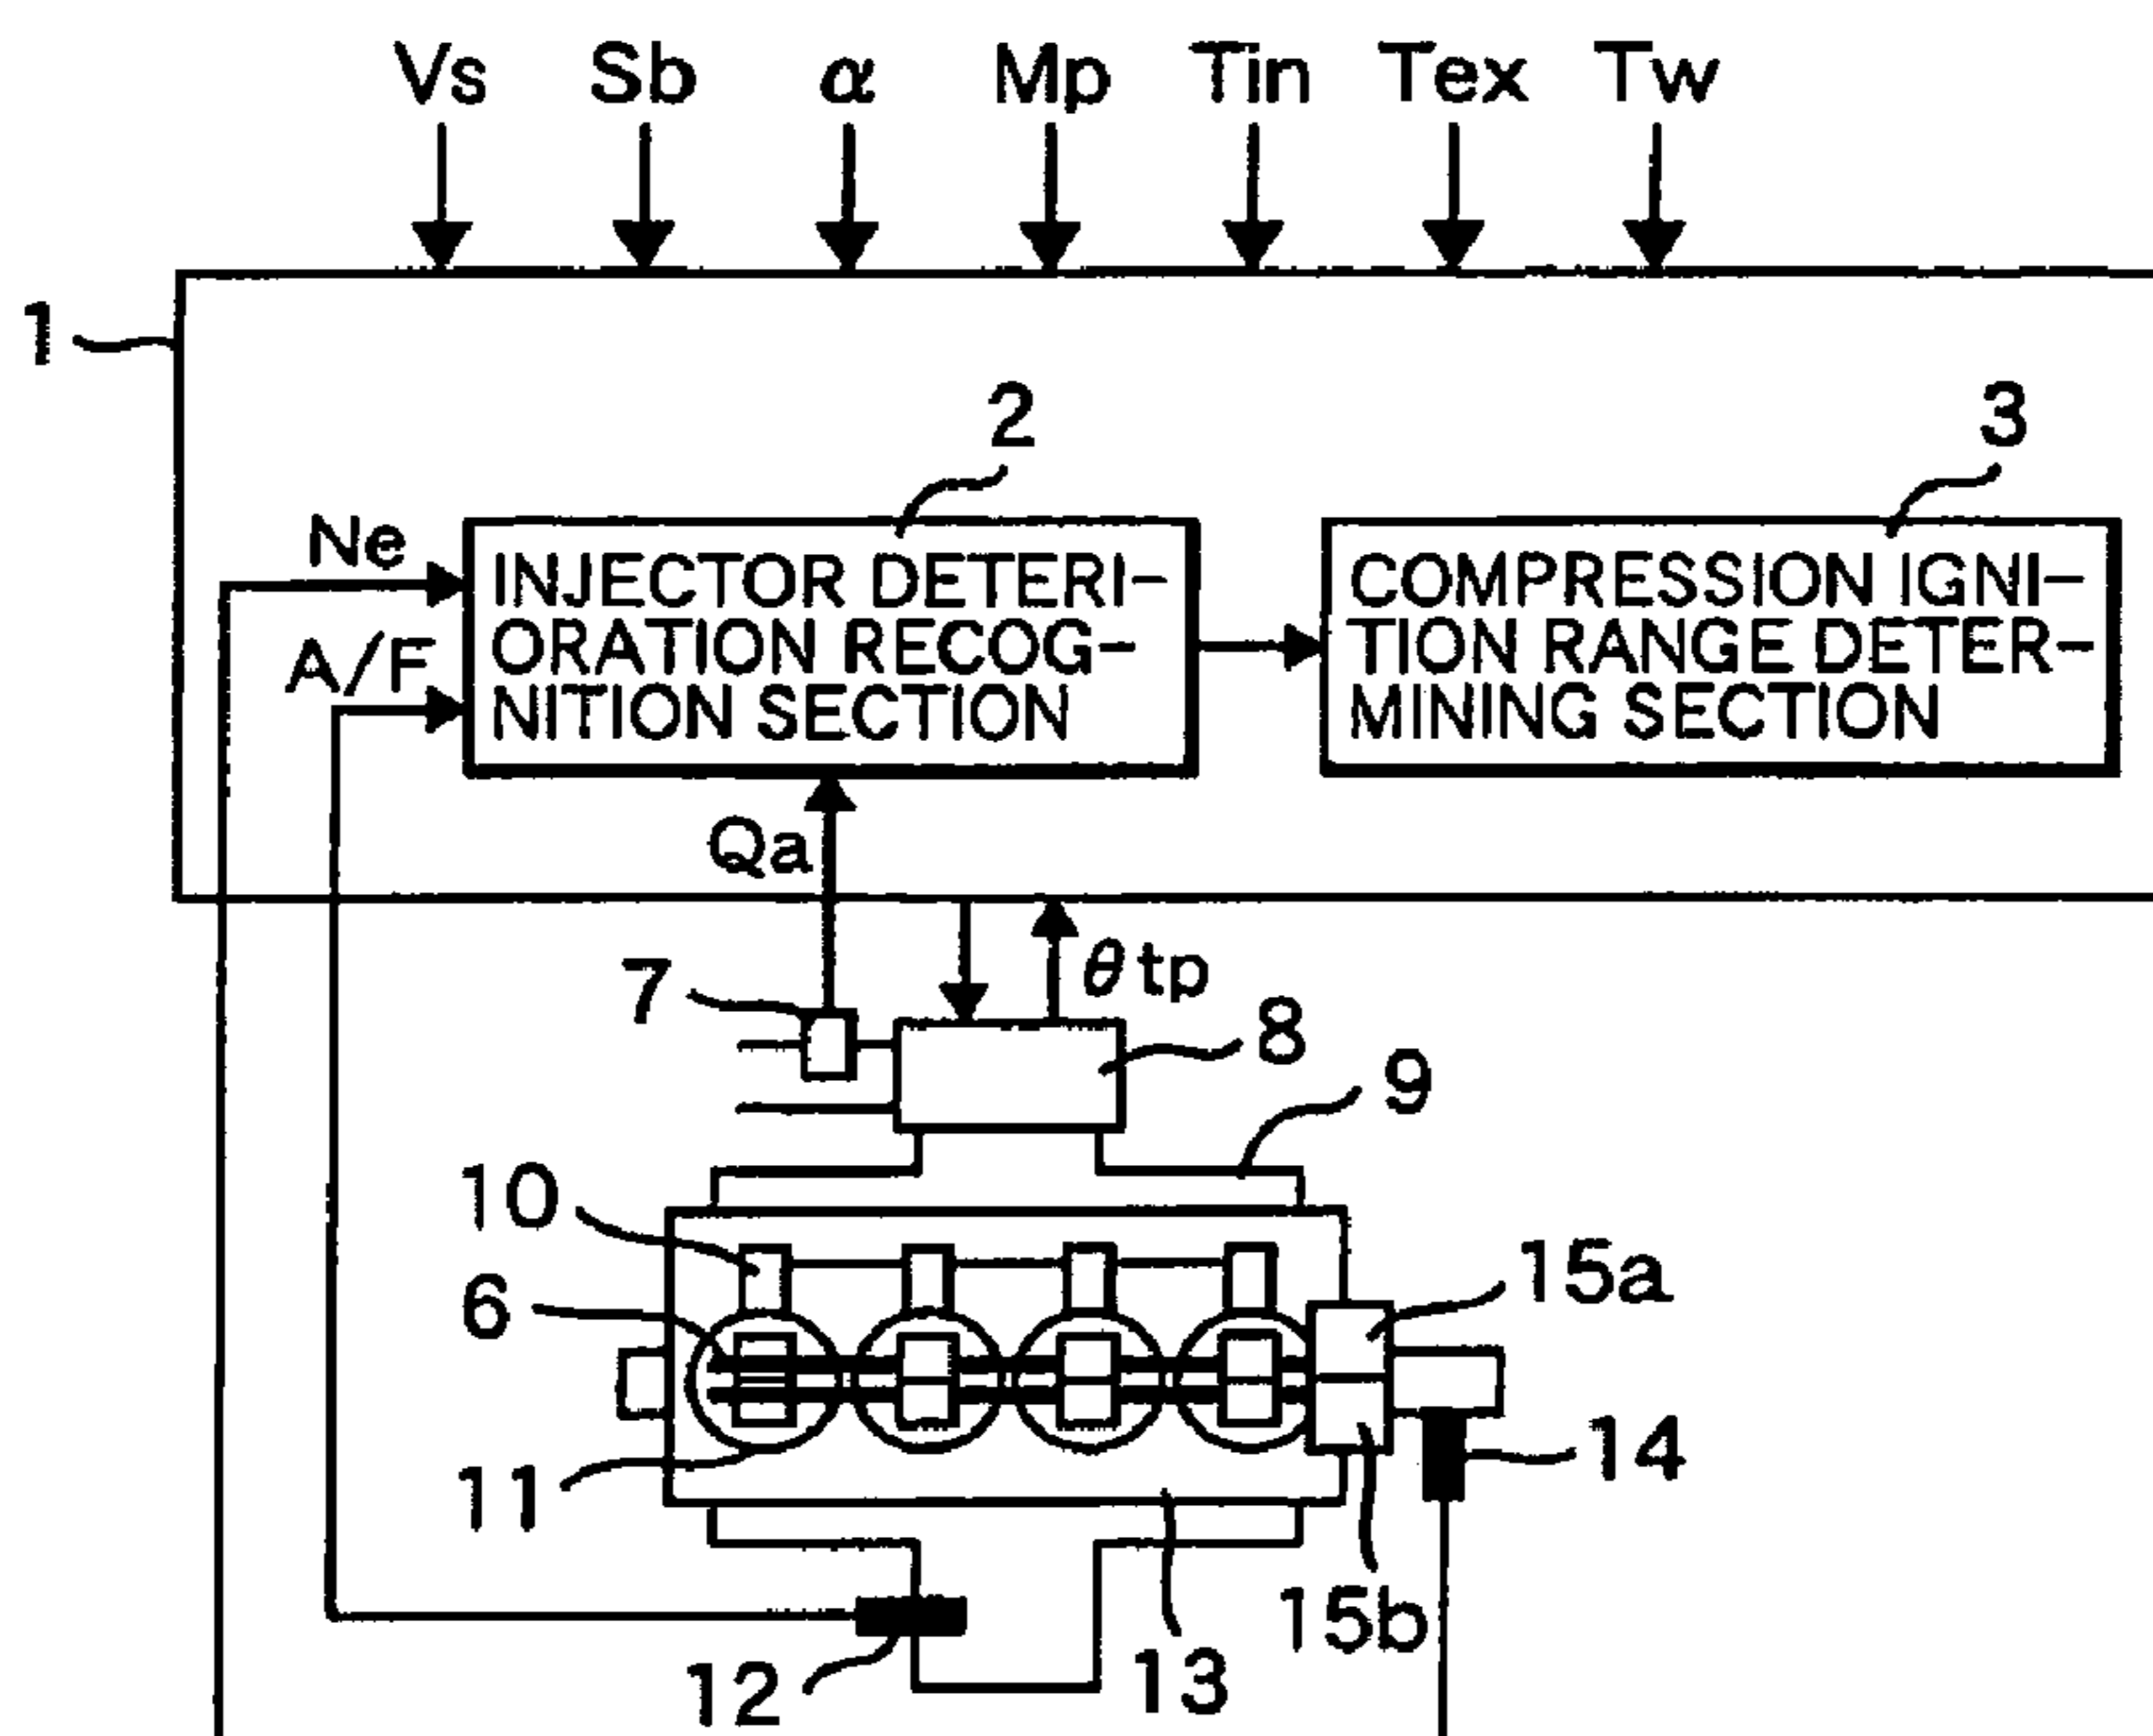 Vs Sb α Mp Tin Tex Tw
1
2
3
Ne
A/F
INJECTOR DETERI-
ORATION RECOG-
NITION SECTION
COMPRESSION IGNI-
TION RANGE DETER-
MINING SECTION
Qa
θtp
7
8
9
10
6
15a
11
14
15b
12
13